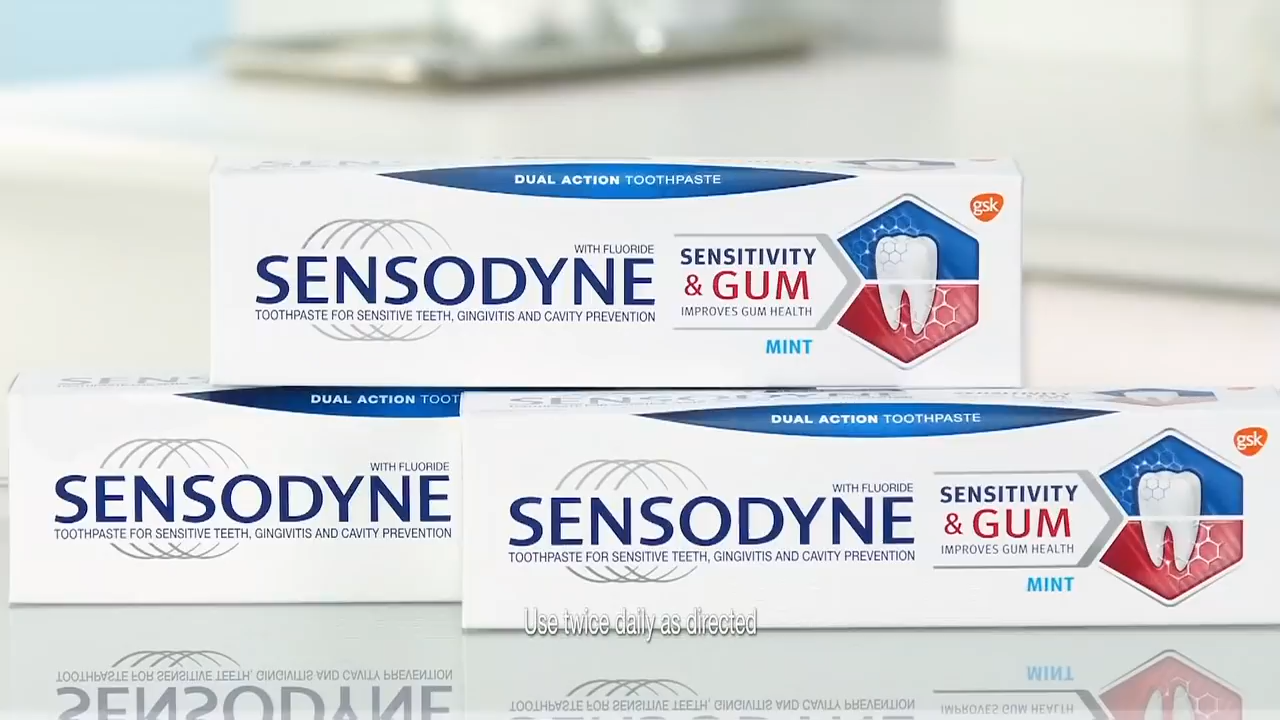 DUAL ACTION TOOTHPASTE
gsk
WITH FLUORIDE
SENSODYNE
TOOTHPASTE FOR SENSITIVE TEETH, GINGIVITIS AND CAVITY PREVENTION
SENSITIVITY
& GUM
IMPROVES GUM HEALTH
MINT
DUAL ACTION TOOT
WITH FLUORIDE
SENSODYNE
TOOTHPASTE FOR SENSITIVE TEETH, GINGIVITIS AND CAVITY PREVENTION
DUAL ACTION TOOTHPASTE
gsk
WITH FLUORIDE
SENSODYNE
TOOTHPASTE FOR SENSITIVE TEETH, GINGIVITIS AND CAVITY PREVENTION
SENSITIVITY
& GUM
IMPROVES GUM HEALTH
MINT
Use twice daily as directed